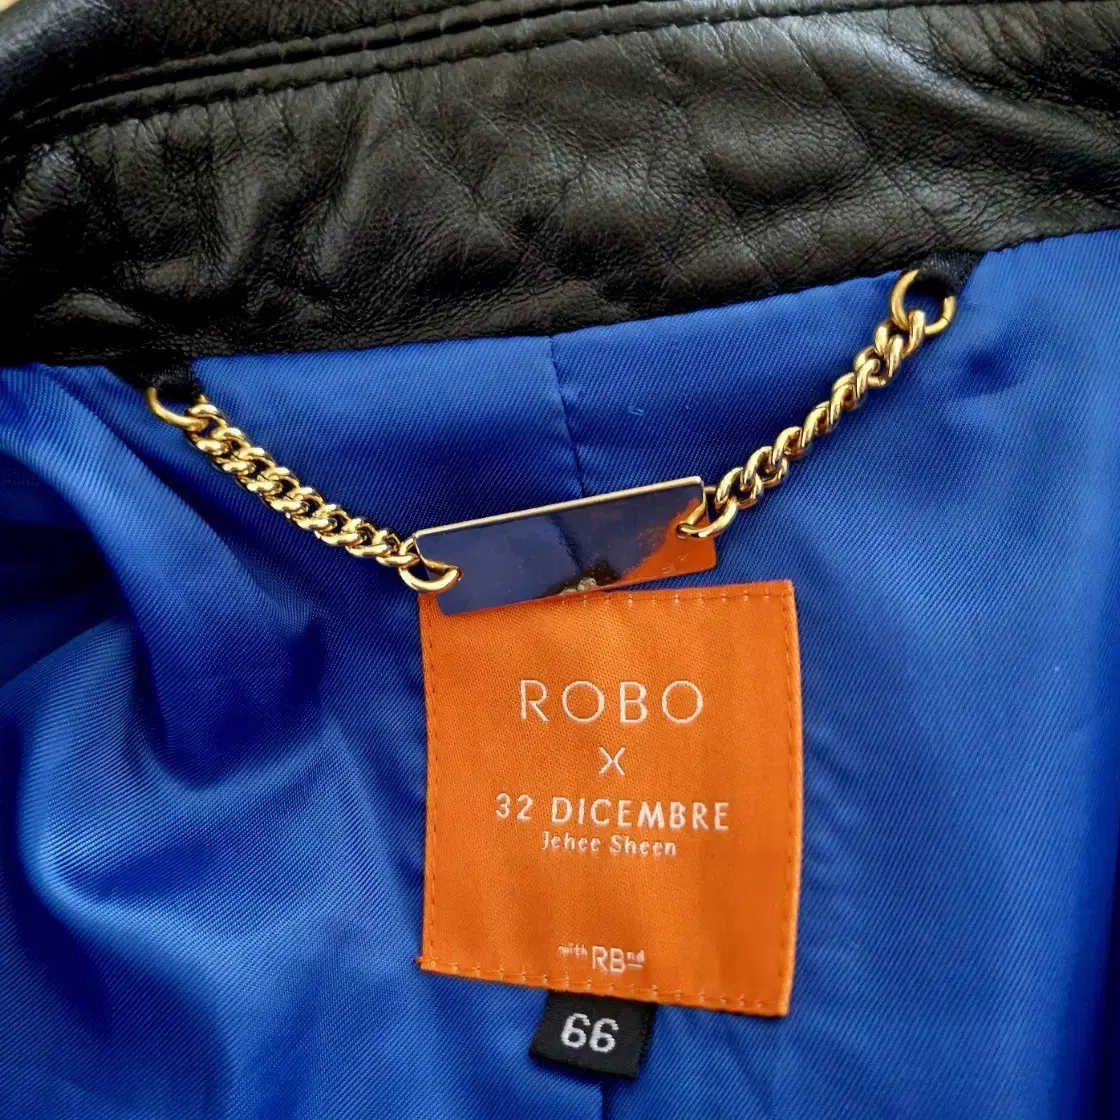 ROBO
X
32 DICEMBRE
Jehee Sheen
with RBnd
66